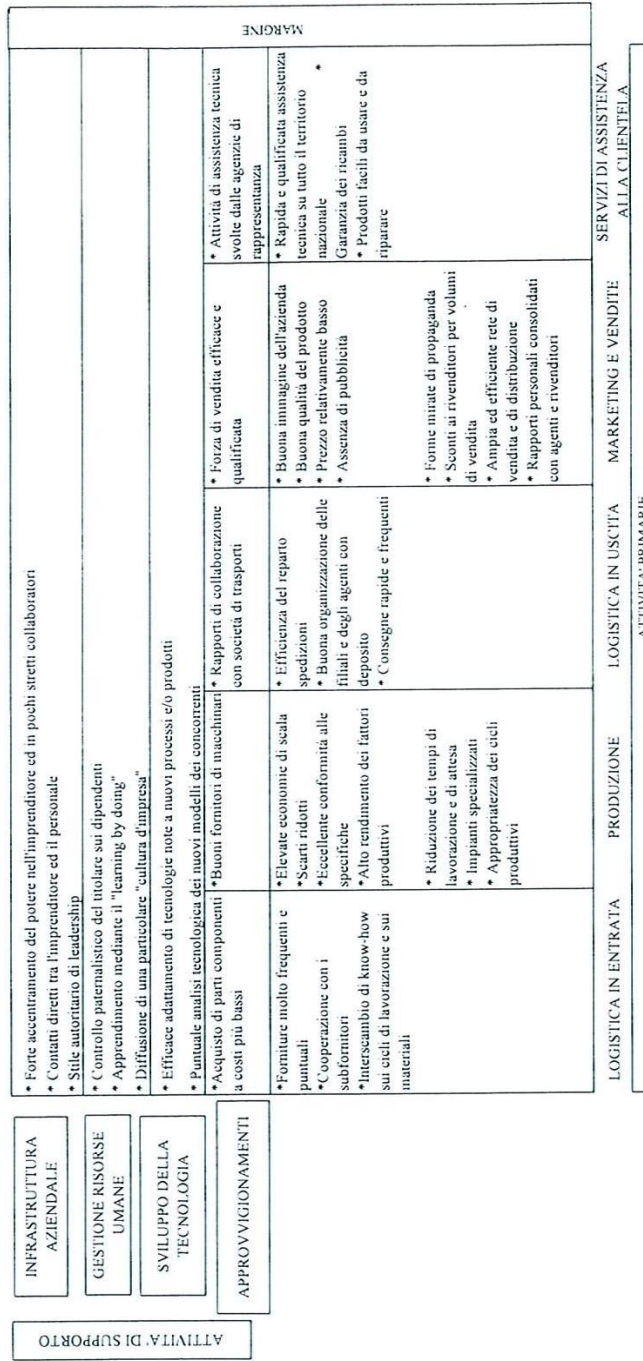 ATTIVITA' DI SUPPORTO
INFRASTRUTTURA
AZIENDALE
* Forte accentramento del potere nell'imprenditore ed in pochi stretti collaboratori
* Contatti diretti tra l'imprenditore ed il personale
* Stile autoritario di leadership
GESTIONE RISORSE
UMANE
* Controllo paternalistico del titolare sui dipendenti
* Apprendimento mediante il "learning by doing"
* Diffusione di una particolare "cultura d'impresa"
SVILUPPO DELLA
TECNOLOGIA
* Efficace adattamento di tecnologie note a nuovi processi e/o prodotti
* Puntuale analisi tecnologica dei nuovi modelli dei concorrenti
APPROVVIGIONAMENTI
*Acquisto di parti componenti
a costi più bassi
*Buoni fornitori di macchinari
* Rapporti di collaborazione
con società di trasporti
* Forza di vendita efficace e
qualificata
* Attività di assistenza tecnica
svolte dalle agenzie di
rappresentanza
*Forniture molto frequenti e
puntuali
*Cooperazione con i
subfornitori
*Interscambio di know-how
sui cicli di lavorazione e sui
materiali
*Elevate economie di scala
*Scarti ridotti
*Eccellente conformità alle
specifiche
*Alto rendimento dei fattori
produttivi
* Riduzione dei tempi di
lavorazione e di attesa
* Impianti specializzati
* Appropriatezza dei cicli
produttivi
* Efficienza del reparto
spedizioni
* Buona organizzazione delle
filiali e degli agenti con
deposito
* Consegne rapide e frequenti
* Buona immagine dell'azienda
* Buona qualità del prodotto
* Prezzo relativamente basso
* Assenza di pubblicità
* Forme mirate di propaganda
* Sconti ai rivenditori per volumi
di vendita
* Ampia ed efficiente rete di
vendita e di distribuzione
* Rapporti personali consolidati
con agenti e rivenditori
* Rapida e qualificata assistenza
tecnica su tutto il territorio
nazionale *
Garanzia dei ricambi
* Prodotti facili da usare e da
riparare
MARGINE
LOGISTICA IN ENTRATA
PRODUZIONE
LOGISTICA IN USCITA
MARKETING E VENDITE
SERVIZI DI ASSISTENZA
ALLA CLIENTELA
ATTIVITA' PRIMARIE